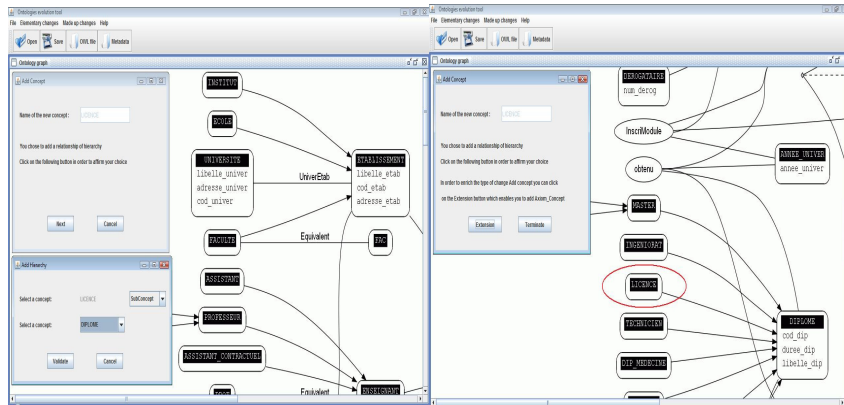 Ontologies evolution tool
File Elementary changes Made up changes Help
Open Save OWL file Metadata
Ontology graph
Add Concept
Name of the new concept : LICENCE
You chose to add a relationship of hierarchy
Click on the following button in order to affirm your choice
Next Cancel
Add Hierarchy
Select a concept: LICENCE SubConcept
Select a concept: DIPLOME
Validate Cancel
INSTITUT
ECOLE
UNIVERSITE
libelle_univer
adresse_univer
cod_univer
UniverEtab
ETABLISSEMENT
libelle_etab
cod_etab
adresse_etab
FACULTE
Equivalent
FAC
ASSISTANT
PROFESSEUR
ASSISTANT_CONTRACTUEL
Equivalent
ENSEIGNANT
Ontologies evolution tool
File Elementary changes Made up changes Help
Open Save OWL file Metadata
Ontology graph
Add Concept
Name of the new concept : LICENCE
You chose to add a relationship of hierarchy
Click on the following button in order to affirm your choice
In order to enrich the type of change Add concept you can click
on the Extension button which enables you to add Axiom_Concept
Extension Terminate
DEROGATAIRE
num_derog
InscriModule
obtenu
ANNEE_UNIVER
annee_univer
MASTER
INGENIORAT
LICENCE
TECHNICIEN
DIP_MEDECINE
DIPLOME
cod_dip
duree_dip
libelle_dip